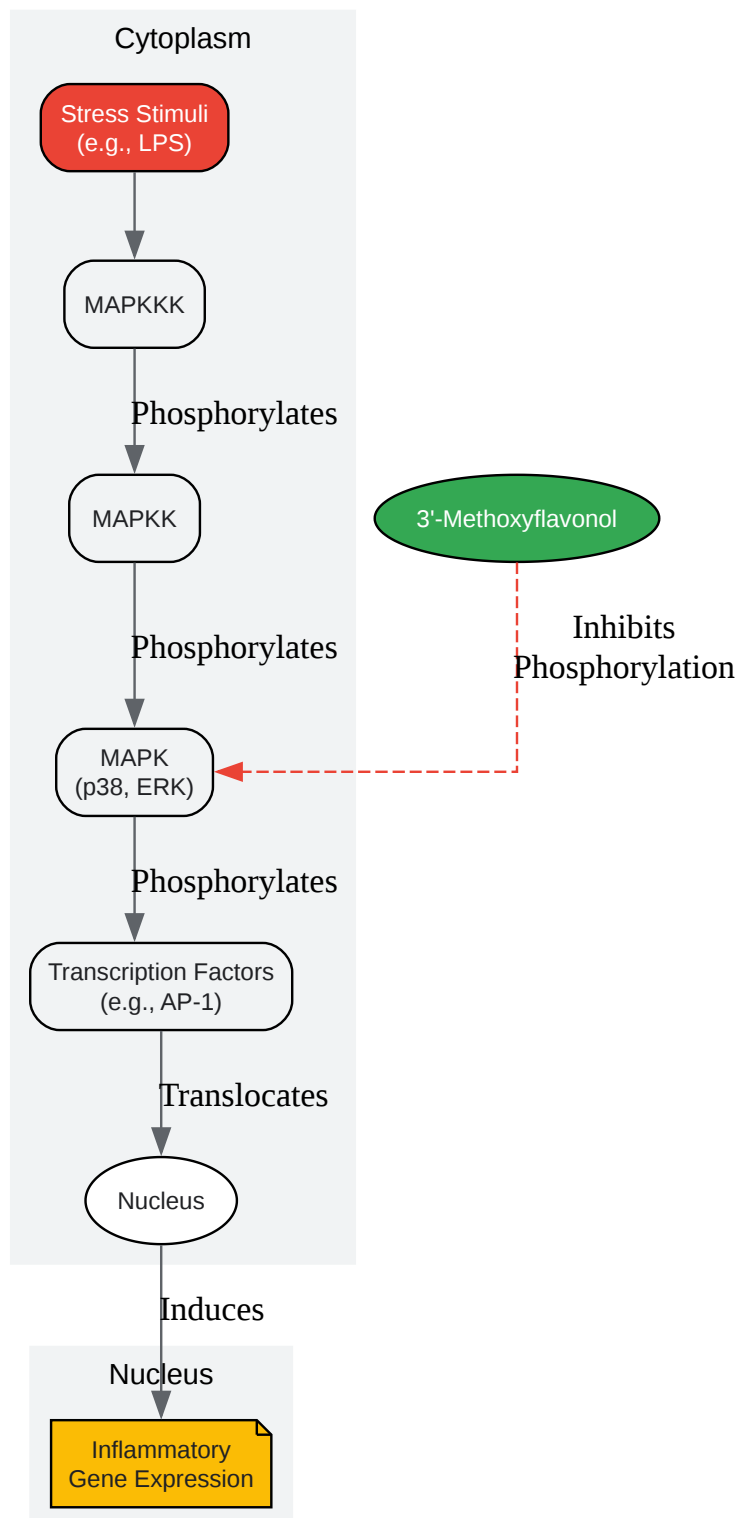 Cytoplasm
Stress Stimuli
(e.g., LPS)
MAPKKK
Phosphorylates
MAPKK
3'-Methoxyflavonol
Phosphorylates
Inhibits
Phosphorylation
MAPK
(p38, ERK)
Phosphorylates
Transcription Factors
(e.g., AP-1)
Translocates
Nucleus
Induces
Nucleus
Inflammatory
Gene Expression